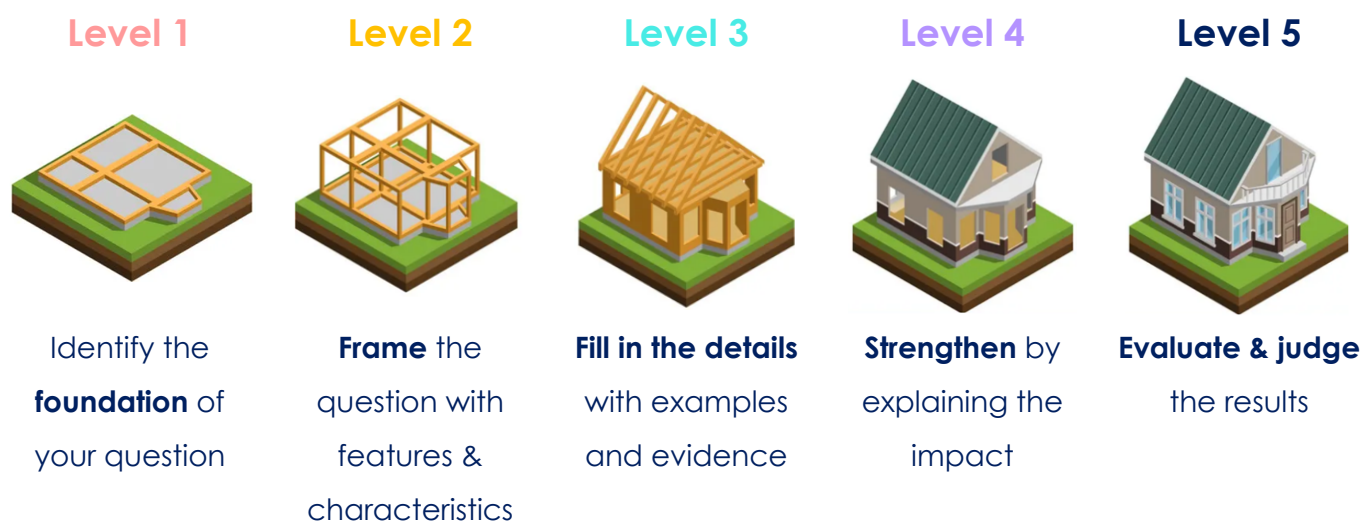 Level 1
Level 2
Level 3
Level 4
Level 5
Identify the
foundation of
your question
Frame the
question with
features &
characteristics
Fill in the details
with examples
and evidence
Strengthen by
explaining the
impact
Evaluate & judge
the results